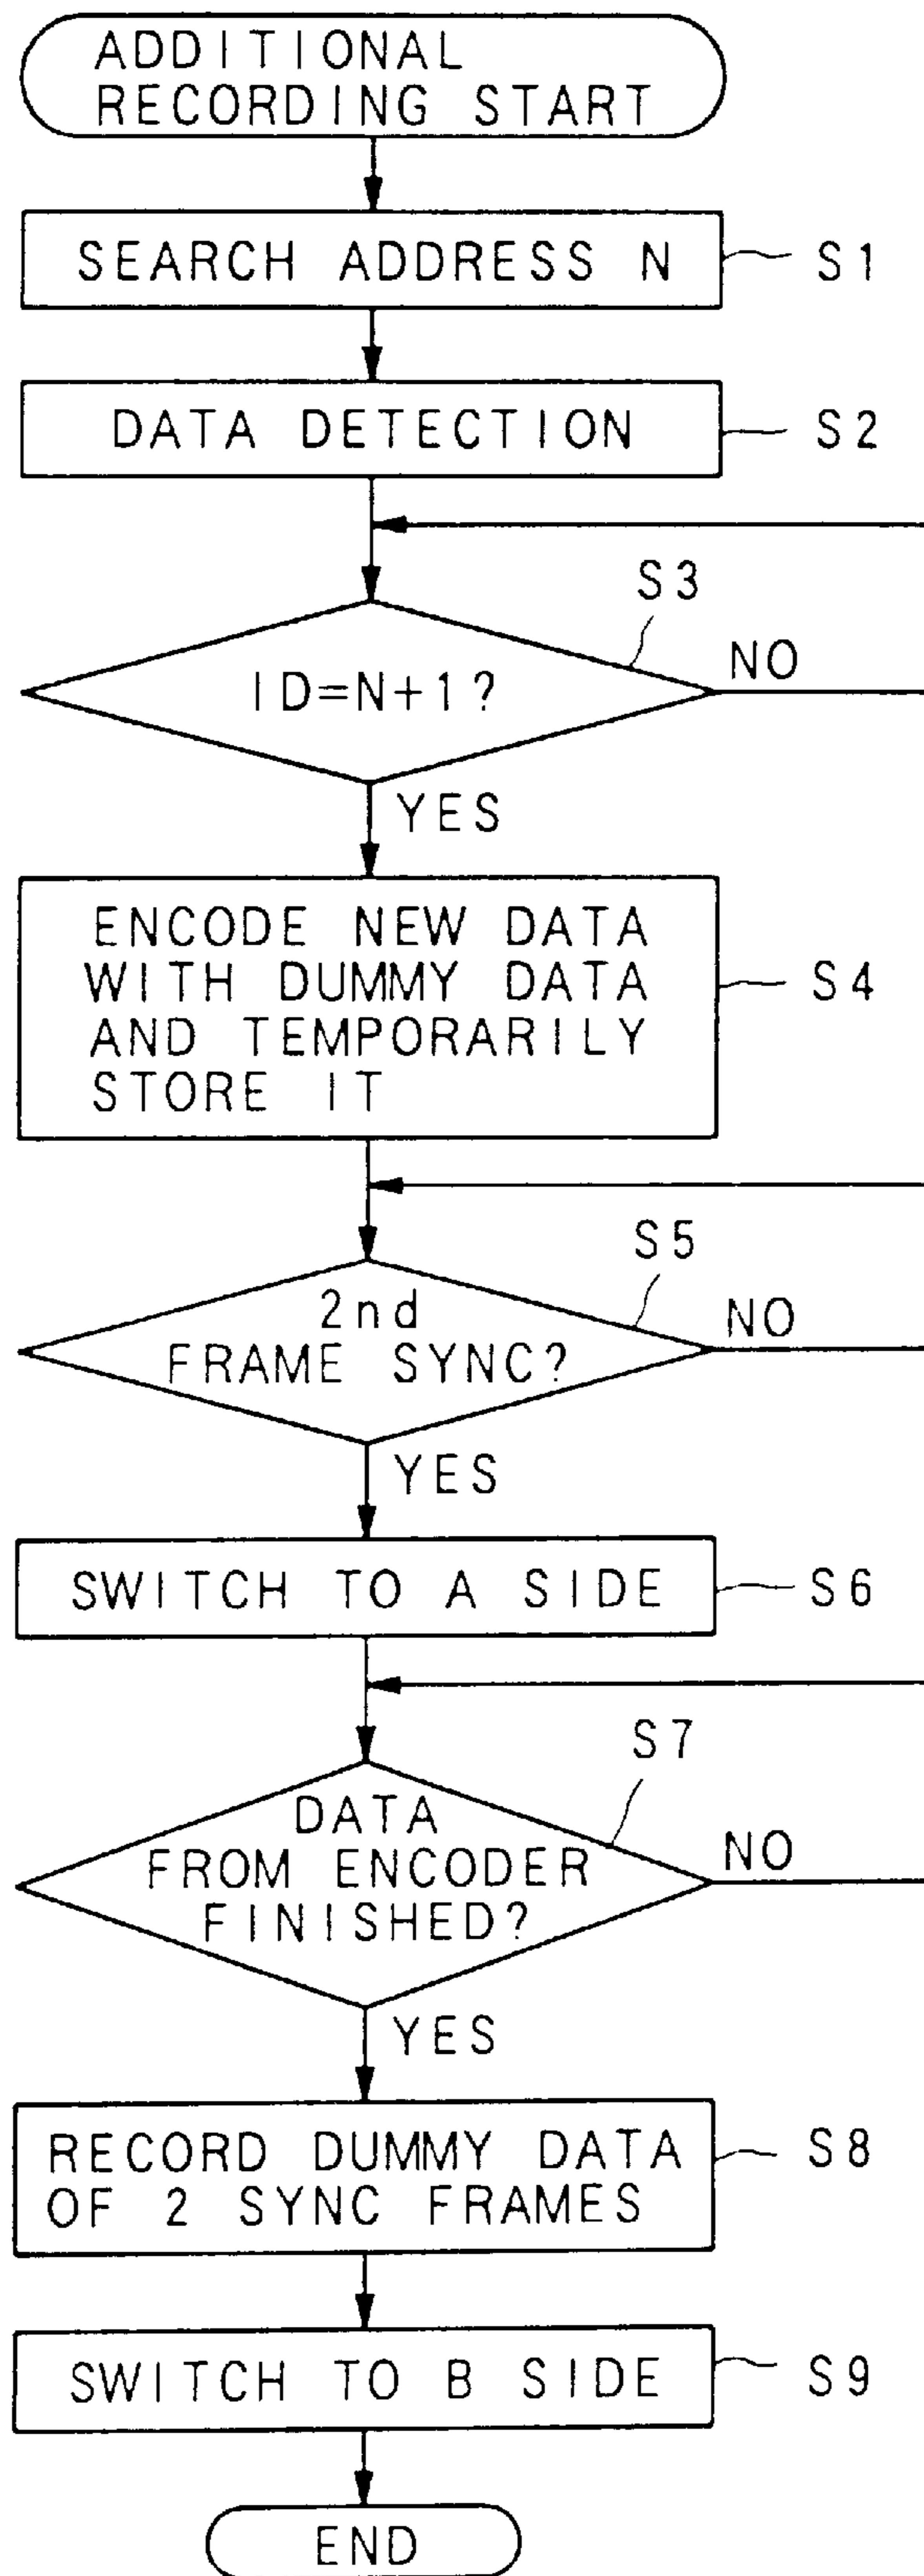 ADDITIONAL
RECORDING START
SEARCH ADDRESS N
S1
DATA DETECTION
S2
S3
ID=N+1?
NO
YES
ENCODE NEW DATA
WITH DUMMY DATA
AND TEMPORARILY
STORE IT
S4
S5
2nd
FRAME SYNC?
NO
YES
SWITCH TO A SIDE
S6
S7
DATA
FROM ENCODER
FINISHED?
NO
YES
RECORD DUMMY DATA
OF 2 SYNC FRAMES
S8
SWITCH TO B SIDE
S9
END